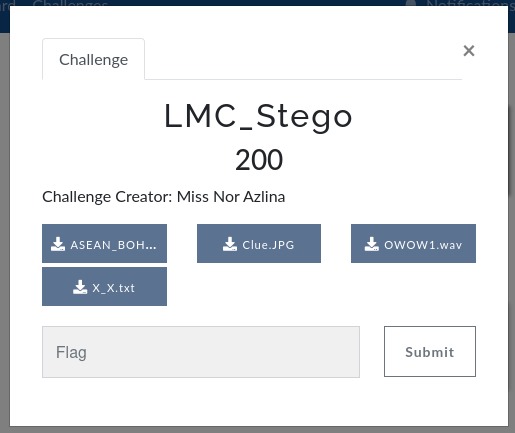 Challenges
Notifications
Challenge
×
LMC_Stego
200
Challenge Creator: Miss Nor Azlina
ASEAN_BOH...
Clue.JPG
OWOW1.wav
X_X.txt
Flag
Submit